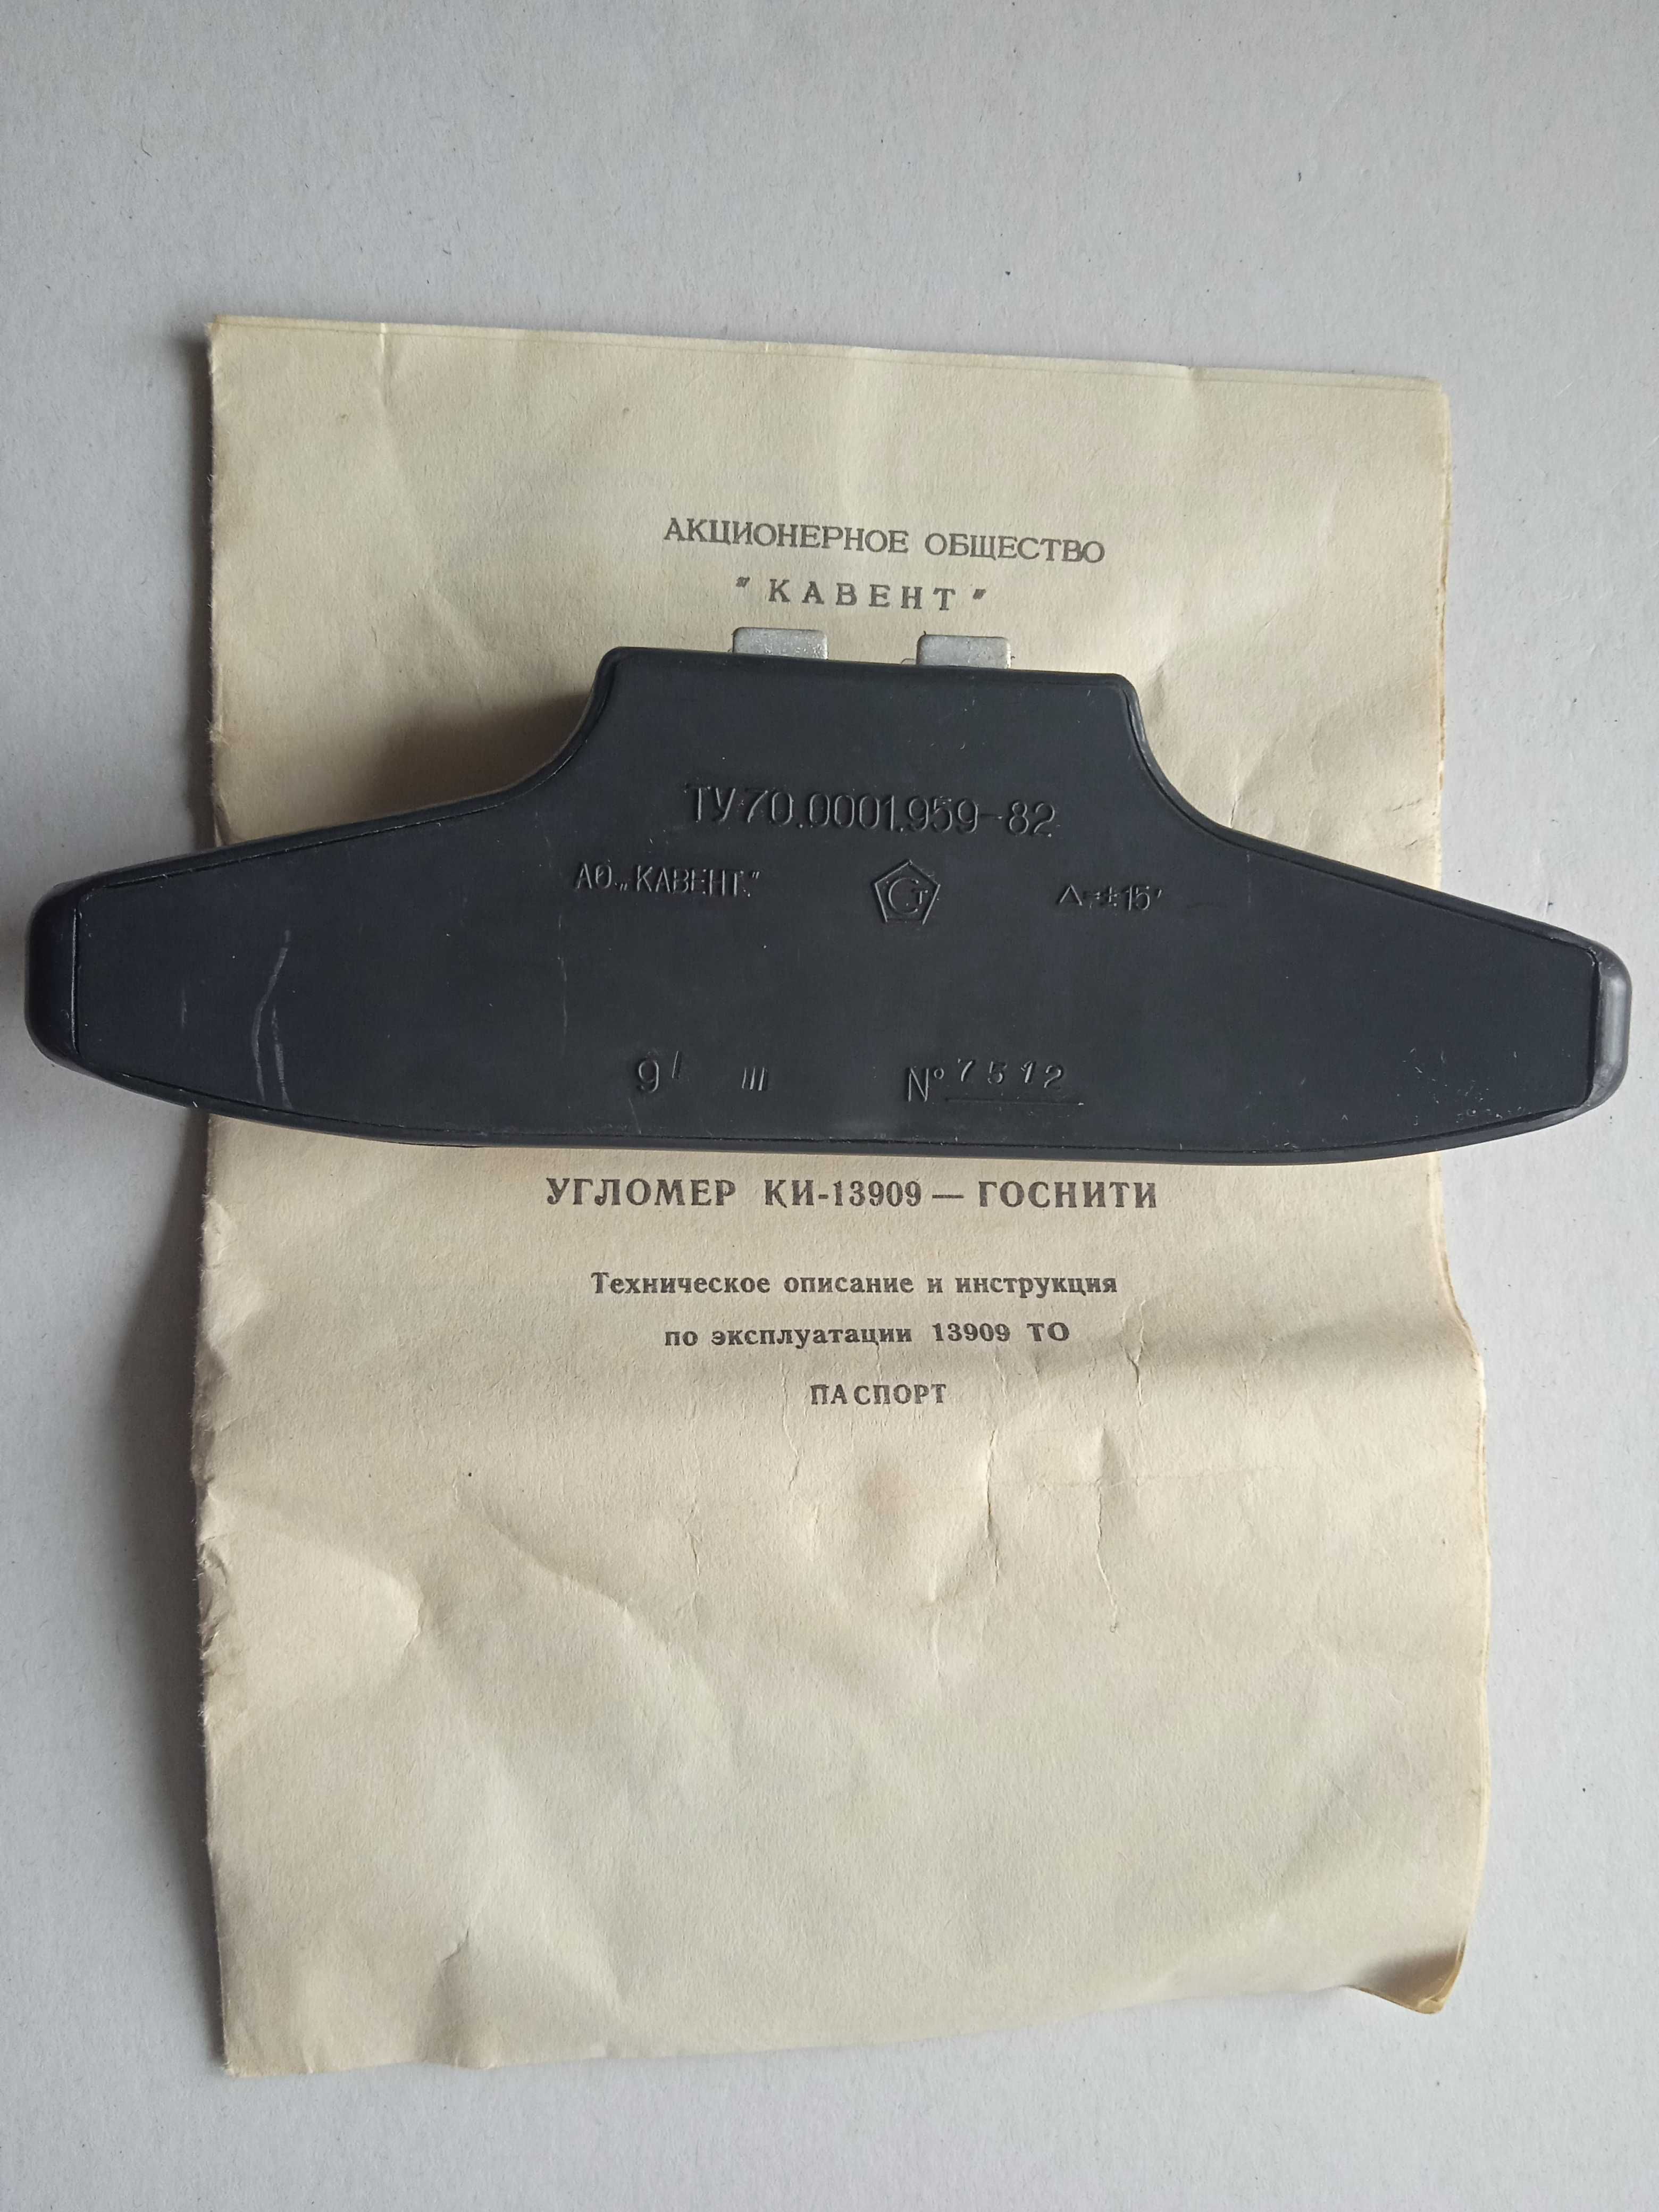 АКЦИОНЕРНОЕ ОБЩЕСТВО
"КАВЕНТ"
ТУ 70.0001.959-82
АО „КАВЕНТ"
Δ=±15'
№ 7512
УГЛОМЕР КИ-13909 — ГОСНИТИ
Техническое описание и инструкция
по эксплуатации 13909 ТО
ПАСПОРТ